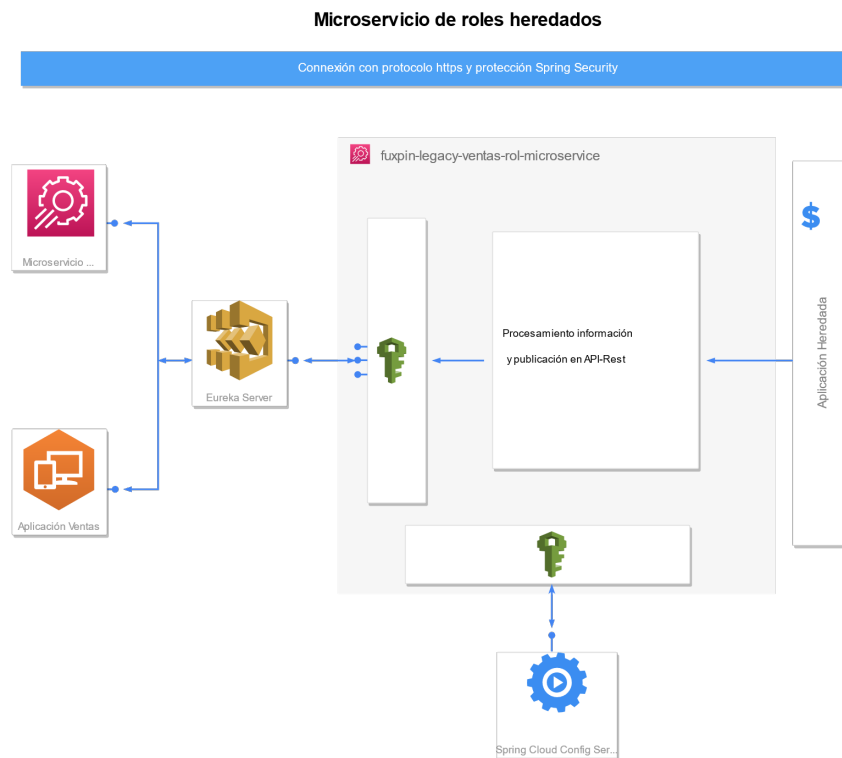 Microservicio de roles heredados
Connexión con protocolo https y protección Spring Security
fuxpin-legacy-ventas-rol-microservice
$
Microservicio ...
Procesamiento información
y publicación en API-Rest
Aplicación Heredada
Eureka Server
Aplicación Ventas
Spring Cloud Config Ser...